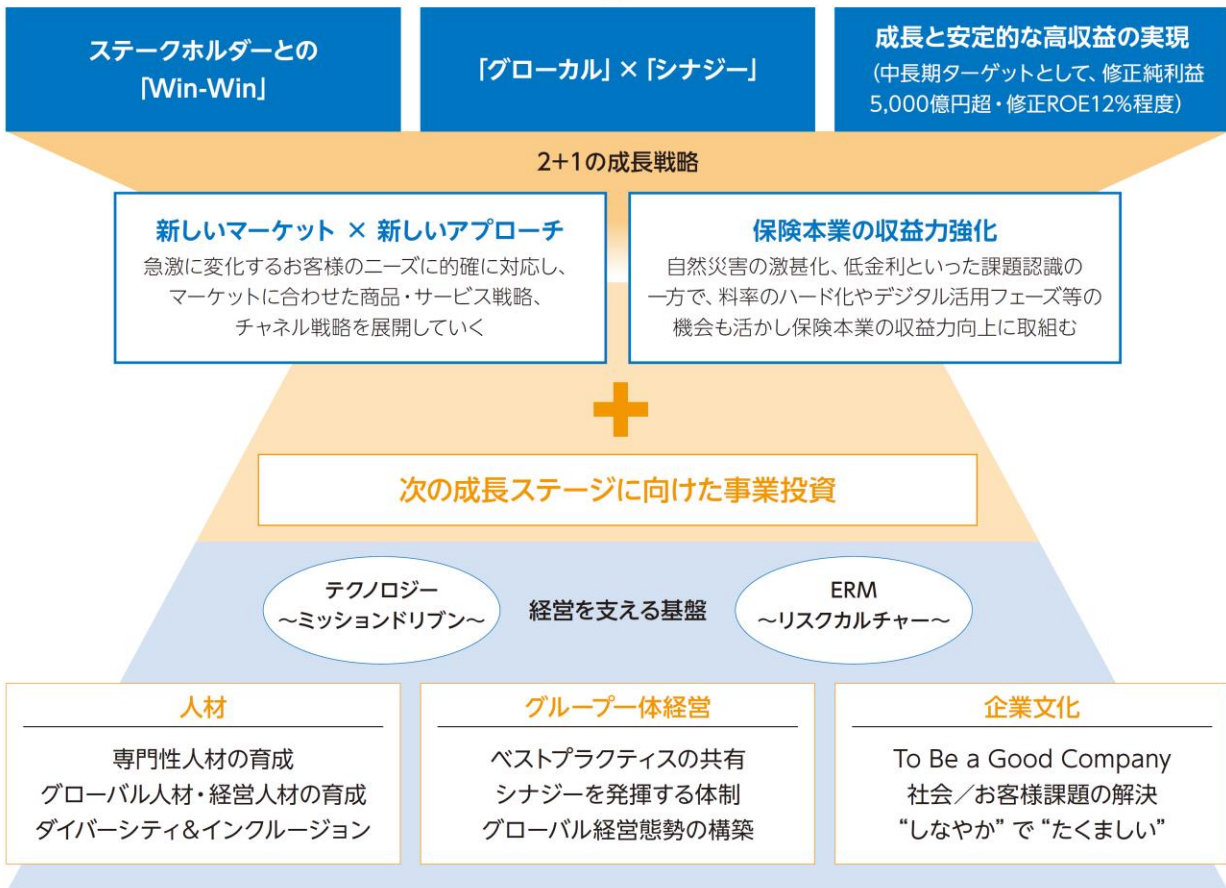 ステークホルダーとの
「Win-Win」
「グローカル」×「シナジー」
成長と安定的な高収益の実現
(中長期ターゲットとして、修正純利益
5,000億円超・修正ROE12%程度)
2+1の成長戦略
新しいマーケット × 新しいアプローチ
急激に変化するお客様のニーズに的確に対応し、
マーケットに合わせた商品・サービス戦略、
チャネル戦略を展開していく
保険本業の収益力強化
自然災害の激甚化、低金利といった課題認識の
一方で、料率のハード化やデジタル活用フェーズ等の
機会も活かし保険本業の収益力向上に取組む
+
次の成長ステージに向けた事業投資
テクノロジー
～ミッションドリブン～
経営を支える基盤
ERM
～リスクカルチャー～
人材
専門性人材の育成
グローバル人材・経営人材の育成
ダイバーシティ&インクルージョン
グループ一体経営
ベストプラクティスの共有
シナジーを発揮する体制
グローバル経営態勢の構築
企業文化
To Be a Good Company
社会／お客様課題の解決
“しなやか”で“たくましい”